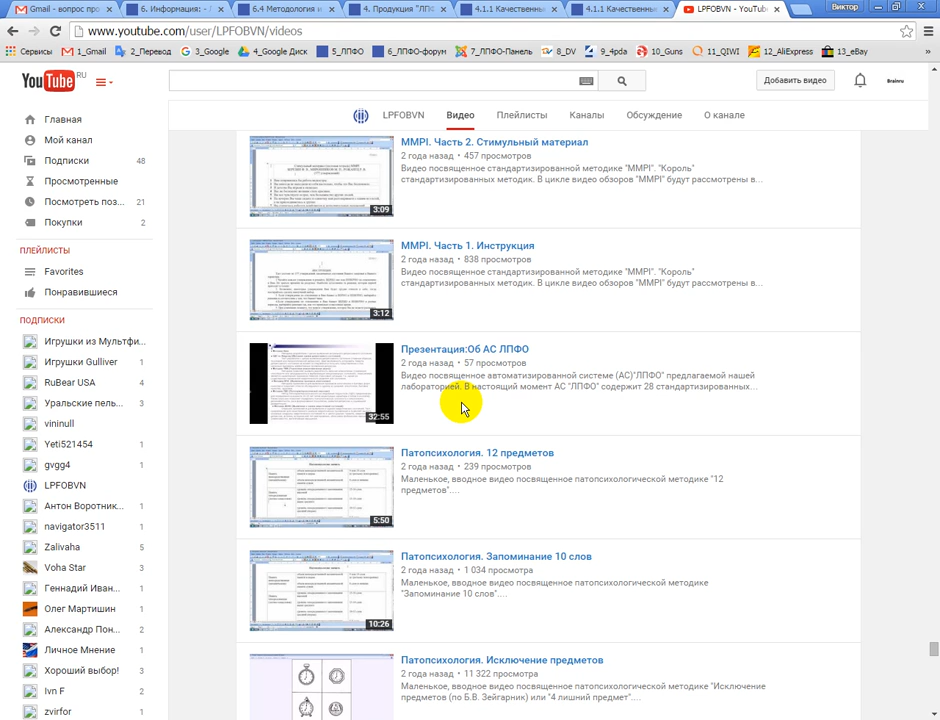 Gmail - вопрос про
6. Информация: -
6.4 Методология и
4. Продукция "ЛПФ
4.1.1 Качественны
4.1.1 Качественны
LPFOBVN - YouTube
Виктор
www.youtube.com/user/LPFOBVN/videos
Сервисы
1_Gmail
2_Перевод
3_Google
4_Google Диск
5_ЛПФО
6_ЛПФО-форум
7_ЛПФО-Панель
8_DV
9_4pda
10_Guns
11_QIWI
12_AliExpress
13_eBay
»
YouTube RU
Добавить видео
Brainru
LPFOBVN
Видео
Плейлисты
Каналы
Обсуждение
О канале
Главная
Мой канал
Подписки 48
Просмотренные
Посмотреть поз... 21
Покупки 2
ПЛЕЙЛИСТЫ
Favorites
Понравившиеся
ПОДПИСКИ
Игрушки из Мультфи...
Игрушки Gulliver 1
RuBear USA 4
Уральские пель... 3
vininull
Yeti521454 1
gvgg4 1
LPFOBVN
Антон Воротник... 1
navigator3511 1
Zalivaha 5
Voha Star 3
Геннадий Иван... 1
Олег Мартишин 1
Александр Пон... 2
Личное Мнение 1
Хороший выбор! 3
Ivn F 2
zvirfor 1
MMPI. Часть 2. Стимульный материал
2 года назад • 457 просмотров
Видео посвященное стандартизированной методике "MMPI". "Король"
стандартизированных методик. В цикле видео обзоров "MMPI" будут рассмотрены в...
3:09
MMPI. Часть 1. Инструкция
2 года назад • 838 просмотров
Видео посвященное стандартизированной методике "MMPI". "Король"
стандартизированных методик. В цикле видео обзоров "MMPI" будут рассмотрены в...
3:12
Презентация:Об АС ЛПФО
2 года назад • 57 просмотров
Видео посвященное автоматизированной системе (АС)"ЛПФО" предлагаемой нашей
лабораторией. В настоящий момент АС "ЛПФО" содержит 28 стандартизированных...
32:55
Патопсихология. 12 предметов
2 года назад • 239 просмотров
Маленькое, вводное видео посвященное патопсихологической методике "12
предметов"....
5:50
Патопсихология. Запоминание 10 слов
2 года назад • 1 034 просмотра
Маленькое, вводное видео посвященное патопсихологической методике
"Запоминание 10 слов"....
10:26
Патопсихология. Исключение предметов
2 года назад • 11 322 просмотра
Маленькое, вводное видео посвященное патопсихологической методике "Исключение
предметов (по Б.В. Зейгарник) или "4 лишний предмет"....